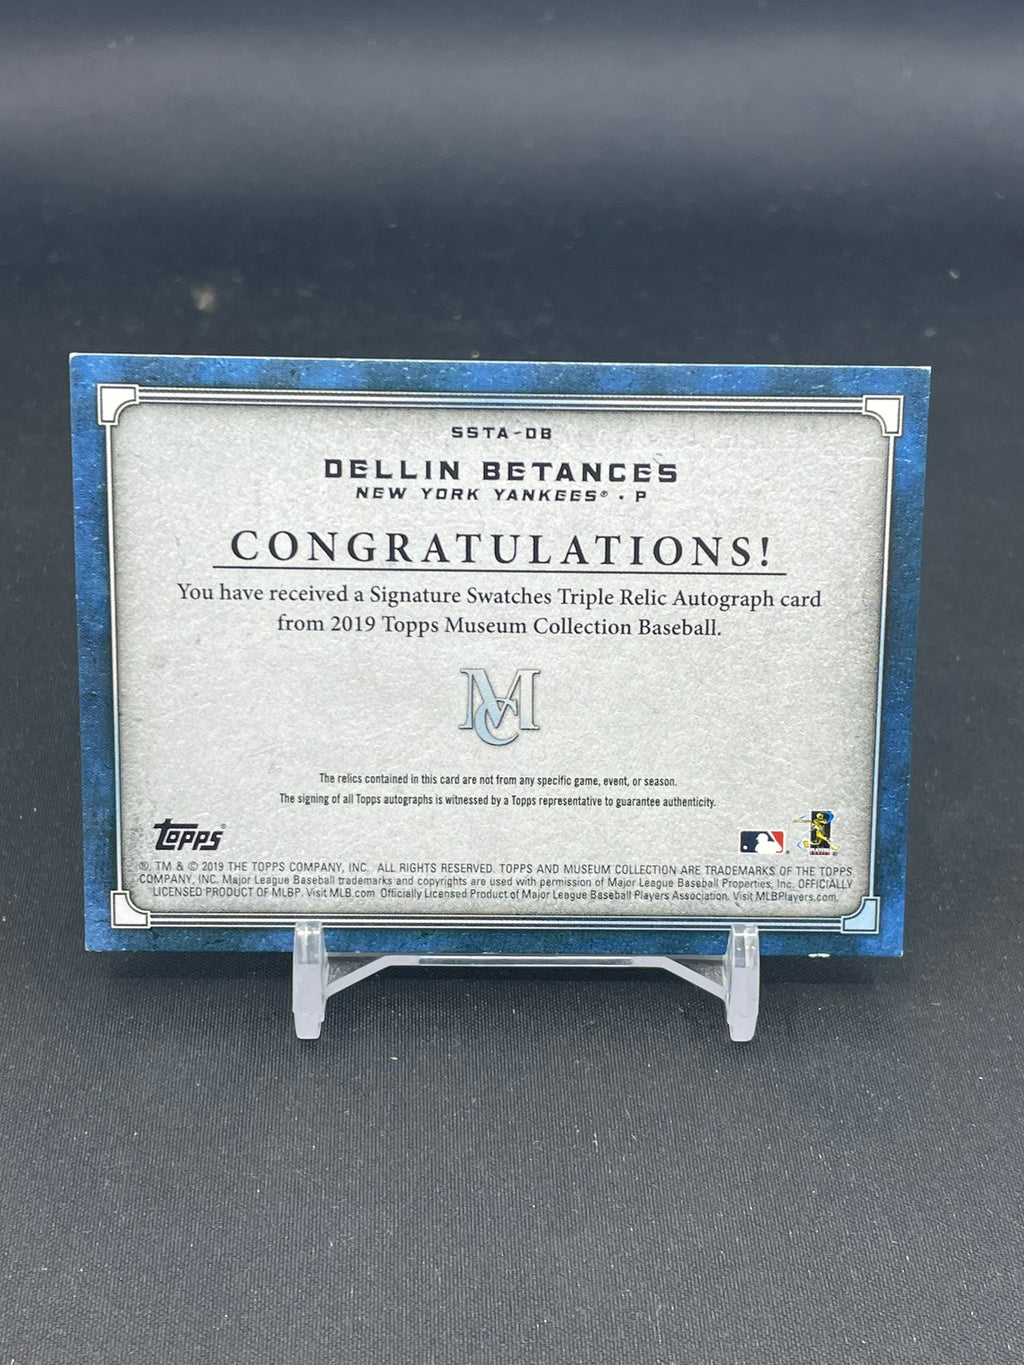 SSTA-DB
DELLIN BETANCES
NEW YORK YANKEES® · P
CONGRATULATIONS!
You have received a Signature Swatches Triple Relic Autograph card
from 2019 Topps Museum Collection Baseball.
MC
The relics contained in this card are not from any specific game, event, or season.
The signing of all Topps autographs is witnessed by a Topps representative to guarantee authenticity.
Topps®
®, TM & © 2019 THE TOPPS COMPANY, INC. ALL RIGHTS RESERVED. TOPPS AND MUSEUM COLLECTION ARE TRADEMARKS OF THE TOPPS
COMPANY, INC. Major League Baseball trademarks and copyrights are used with permission of Major League Baseball Properties, Inc. OFFICIALLY
LICENSED PRODUCT OF MLBP. Visit MLB.com. Officially Licensed Product of Major League Baseball Players Association. Visit MLBPlayers.com.